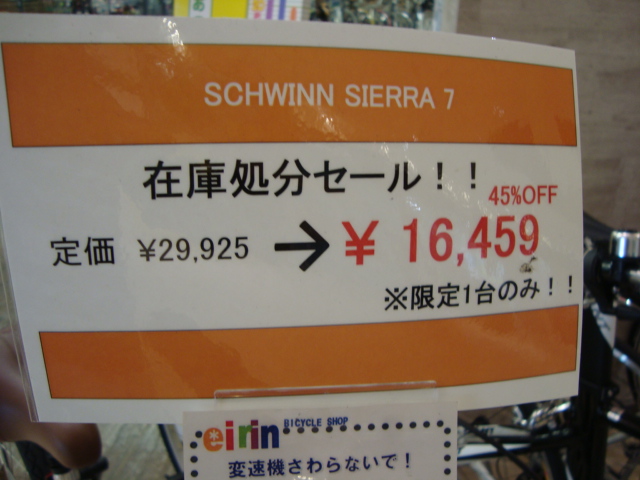 SCHWINN SIERRA 7
在庫処分セール！！
45%OFF
定価 ¥29,925 → ¥ 16,459
※限定1台のみ！！
eirin BICYCLE SHOP
変速機さわらないで！